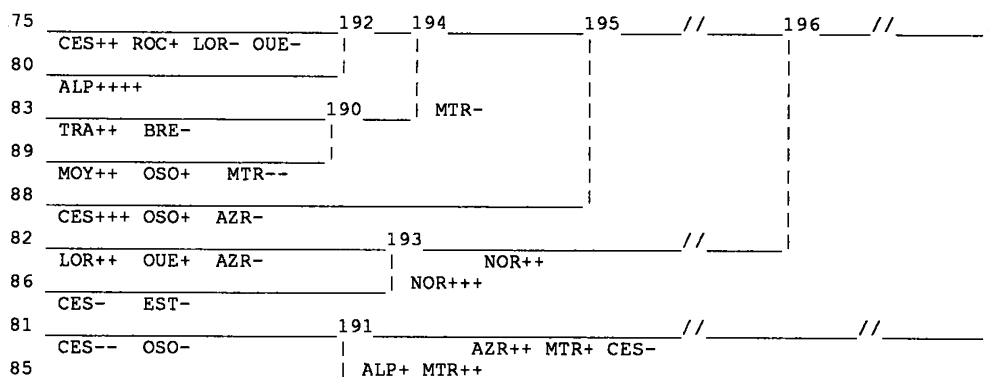 75 192 194 195 // 196 //
CES++ ROC+ LOR- OUE-
80
ALP++++
83 190 MTR-
TRA++ BRE-
89
MOY++ OSO+ MTR--
88
CES+++ OSO+ AZR-
82 193 //
LOR++ OUE+ AZR- NOR++
86 NOR+++
CES- EST-
81 191 // //
CES-- OSO- AZR++ MTR+ CES-
85 ALP+ MTR++